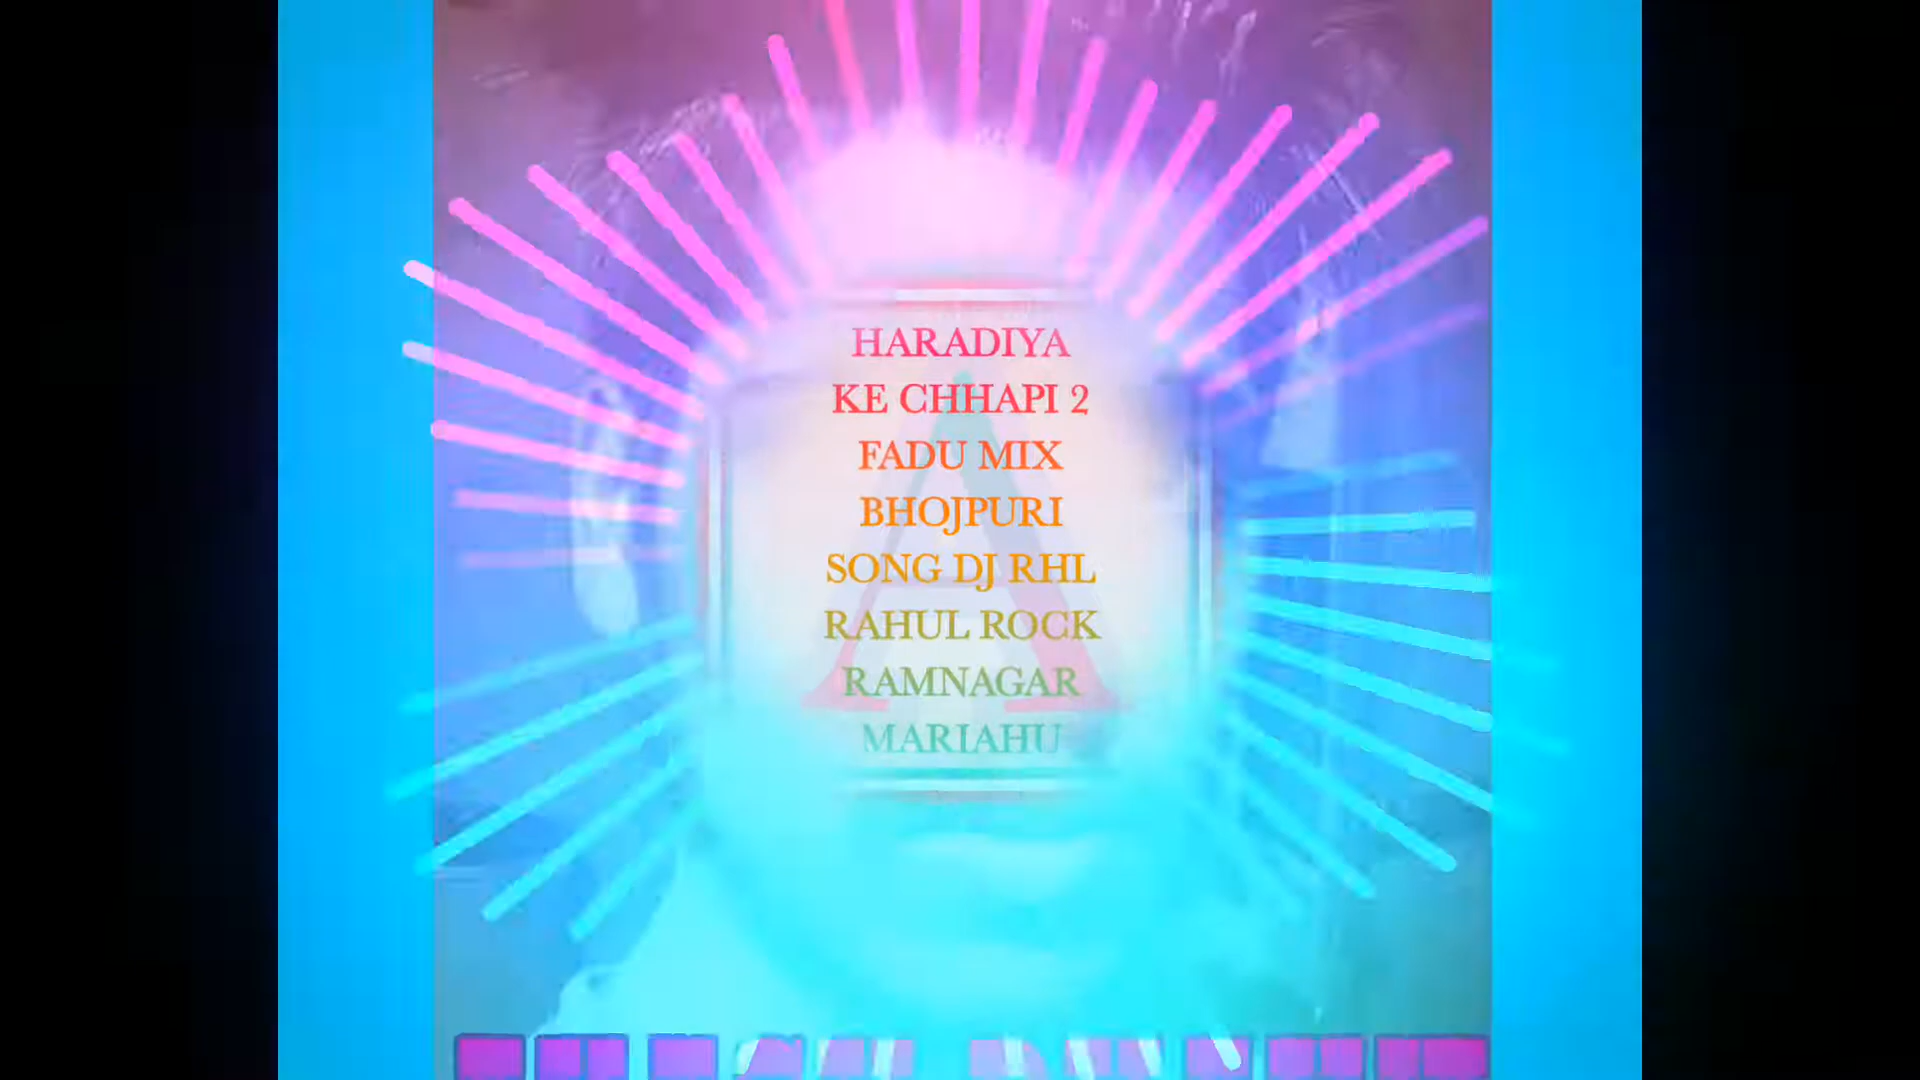 HARADIYA
KE CHHAPI 2
FADU MIX
BHOJPURI
SONG DJ RHL
RAHUL ROCK
RAMNAGAR
MARIAHU
A